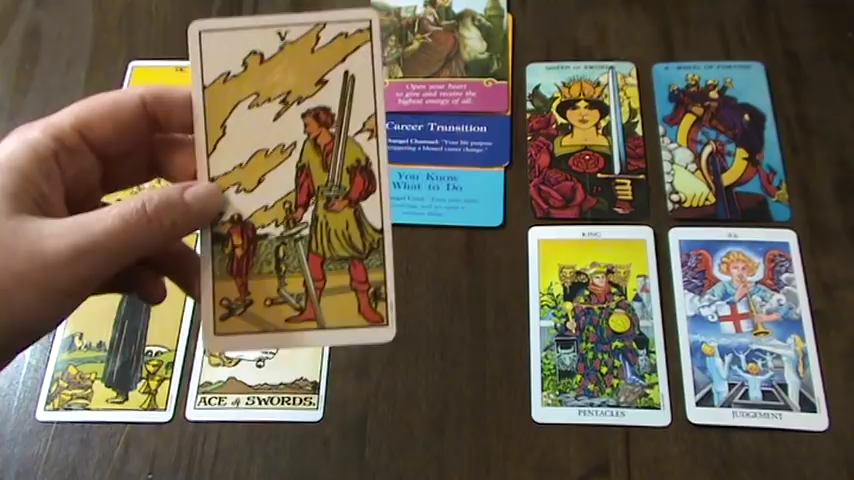 V
Open your heart
to give and receive the
highest energy of all.
Career Transition
"Your life purpose
triggering a blessed career change."
You Know
What to Do
ACE of SWORDS.
QUEEN OF SWORDS
WHEEL OF FORTUNE
KING
PENTACLES
XX
JUDGEMENT